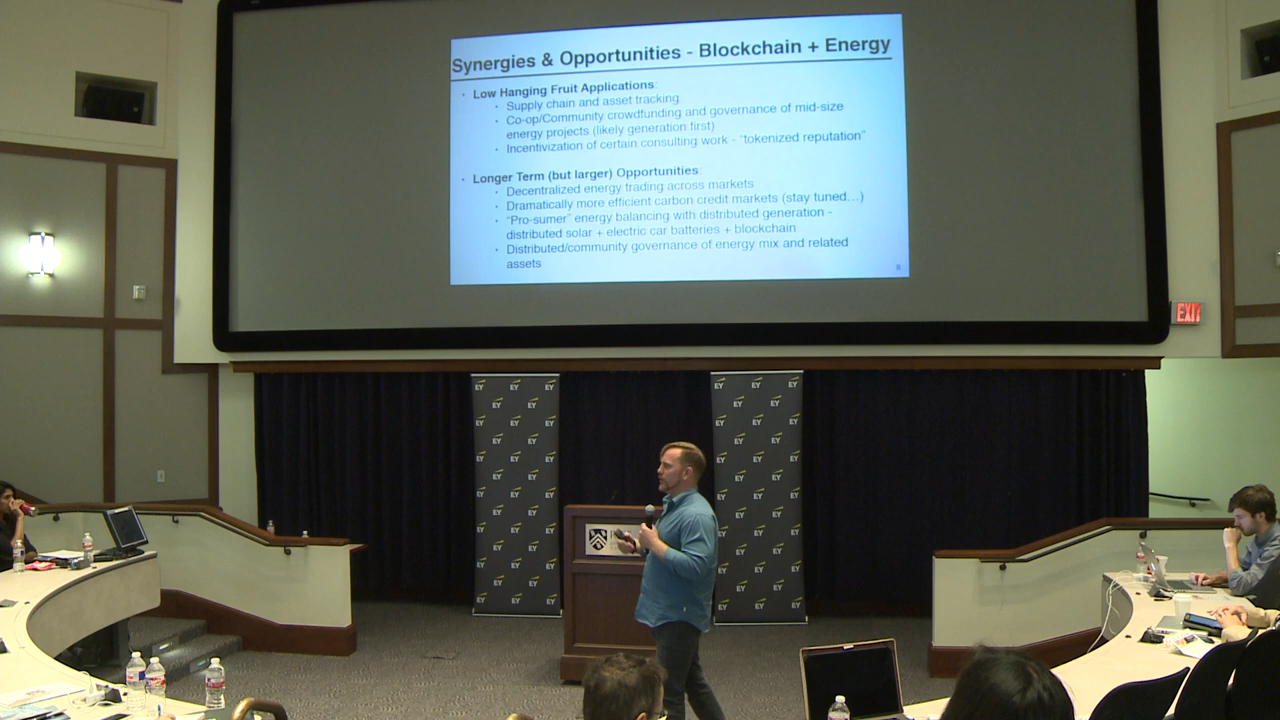 Synergies & Opportunities - Blockchain + Energy
• Low Hanging Fruit Applications:
• Supply chain and asset tracking
• Co-op/Community crowdfunding and governance of mid-size
energy projects (likely generation first)
• Incentivization of certain consulting work - "tokenized reputation"
• Longer Term (but larger) Opportunities:
• Decentralized energy trading across markets
• Dramatically more efficient carbon credit markets (stay tuned…)
• "Pro-sumer" energy balancing with distributed generation -
distributed solar + electric car batteries + blockchain
• Distributed/community governance of energy mix and related
assets
8
EXIT
EY
EY